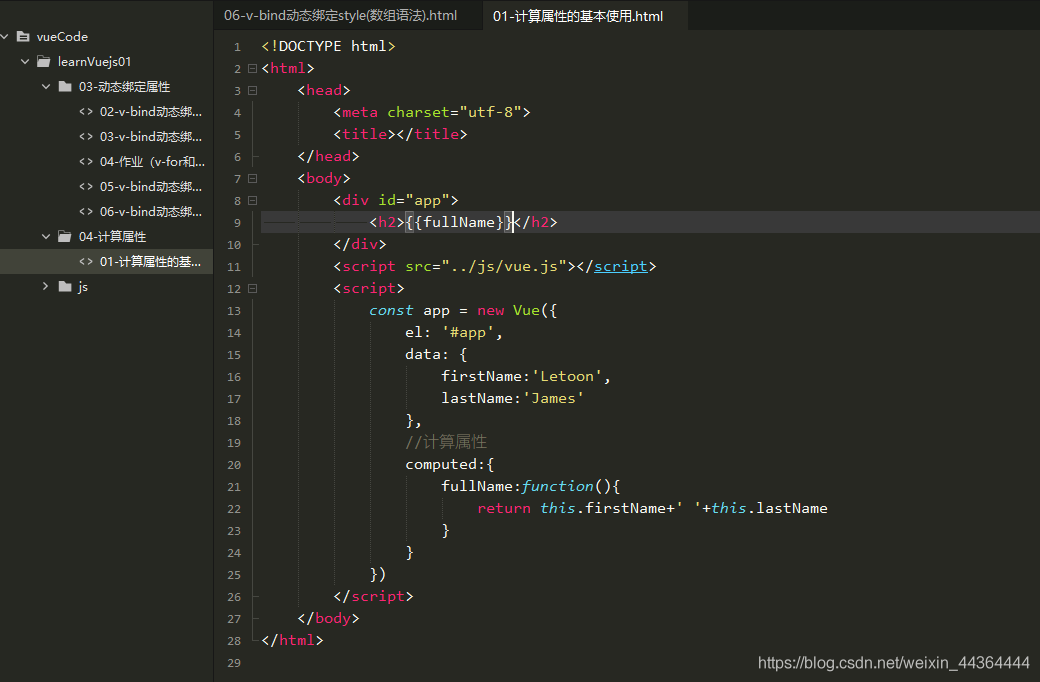 vueCode
learnVuejs01
03-动态绑定属性
02-v-bind动态绑...
03-v-bind动态绑...
04-作业（v-for和...
05-v-bind动态绑...
06-v-bind动态绑...
04-计算属性
01-计算属性的基...
js
06-v-bind动态绑定style(数组语法).html 01-计算属性的基本使用.html
1 <!DOCTYPE html>
2 <html>
3 <head>
4 <meta charset="utf-8">
5 <title></title>
6 </head>
7 <body>
8 <div id="app">
9 <h2>{{fullName}}</h2>
10 </div>
11 <script src="../js/vue.js"></script>
12 <script>
13 const app = new Vue({
14 el: '#app',
15 data: {
16 firstName:'Letoon',
17 lastName:'James'
18 },
19 //计算属性
20 computed:{
21 fullName:function(){
22 return this.firstName+' '+this.lastName
23 }
24 }
25 })
26 </script>
27 </body>
28 </html>
29
https://blog.csdn.net/weixin_44364444